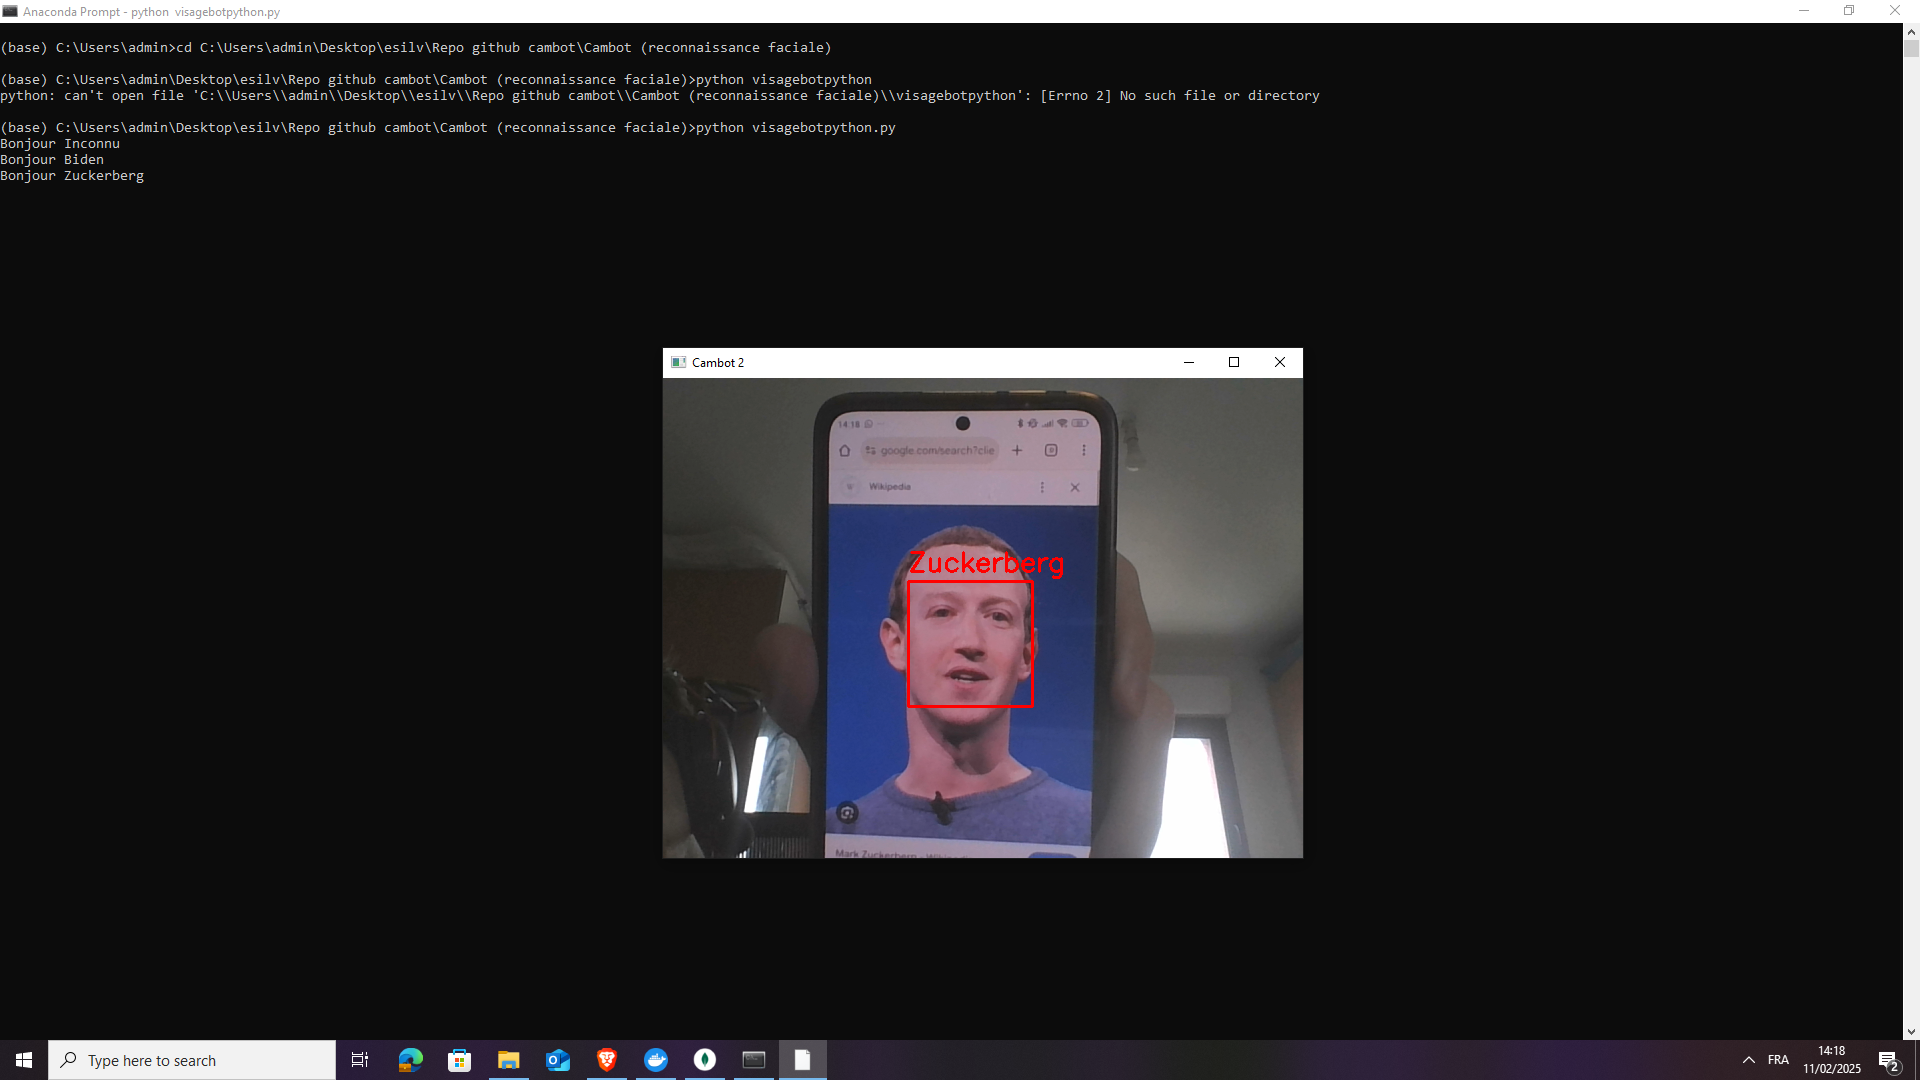 Anaconda Prompt - python  visagebotpython.py
(base) C:\Users\admin>cd C:\Users\admin\Desktop\esilv\Repo github cambot\Cambot (reconnaissance faciale)
(base) C:\Users\admin\Desktop\esilv\Repo github cambot\Cambot (reconnaissance faciale)>python visagebotpython
python: can't open file 'C:\\Users\\admin\\Desktop\\esilv\\Repo github cambot\\Cambot (reconnaissance faciale)\\visagebotpython': [Errno 2] No such file or directory
(base) C:\Users\admin\Desktop\esilv\Repo github cambot\Cambot (reconnaissance faciale)>python visagebotpython.py
Bonjour Inconnu
Bonjour Biden
Bonjour Zuckerberg
Cambot 2
14:18
google.com/search?clie
Wikipedia
Zuckerberg
Mark Zuckerberg - 
Type here to search
FRA
14:18
11/02/2025
2